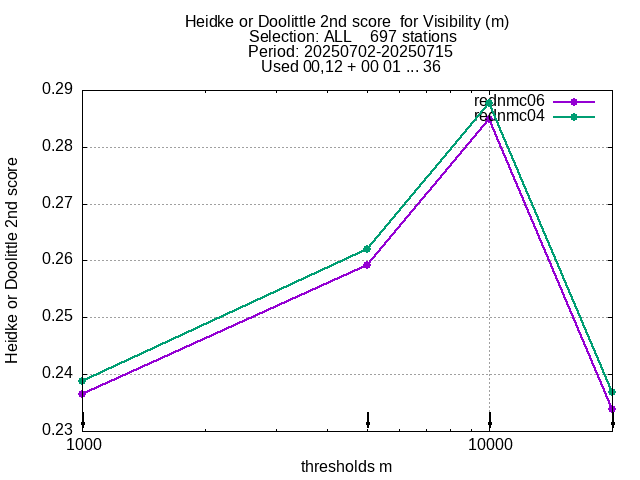 Heidke or Doolittle 2nd score  for Visibility (m)
Selection: ALL    697 stations
Period: 20250702-20250715
Used 00,12 + 00 01 ... 36
0.29
0.28
0.27
0.26
0.25
0.24
0.23
Heidke or Doolittle 2nd score
rednmc06
rednmc04
1000
10000
thresholds m